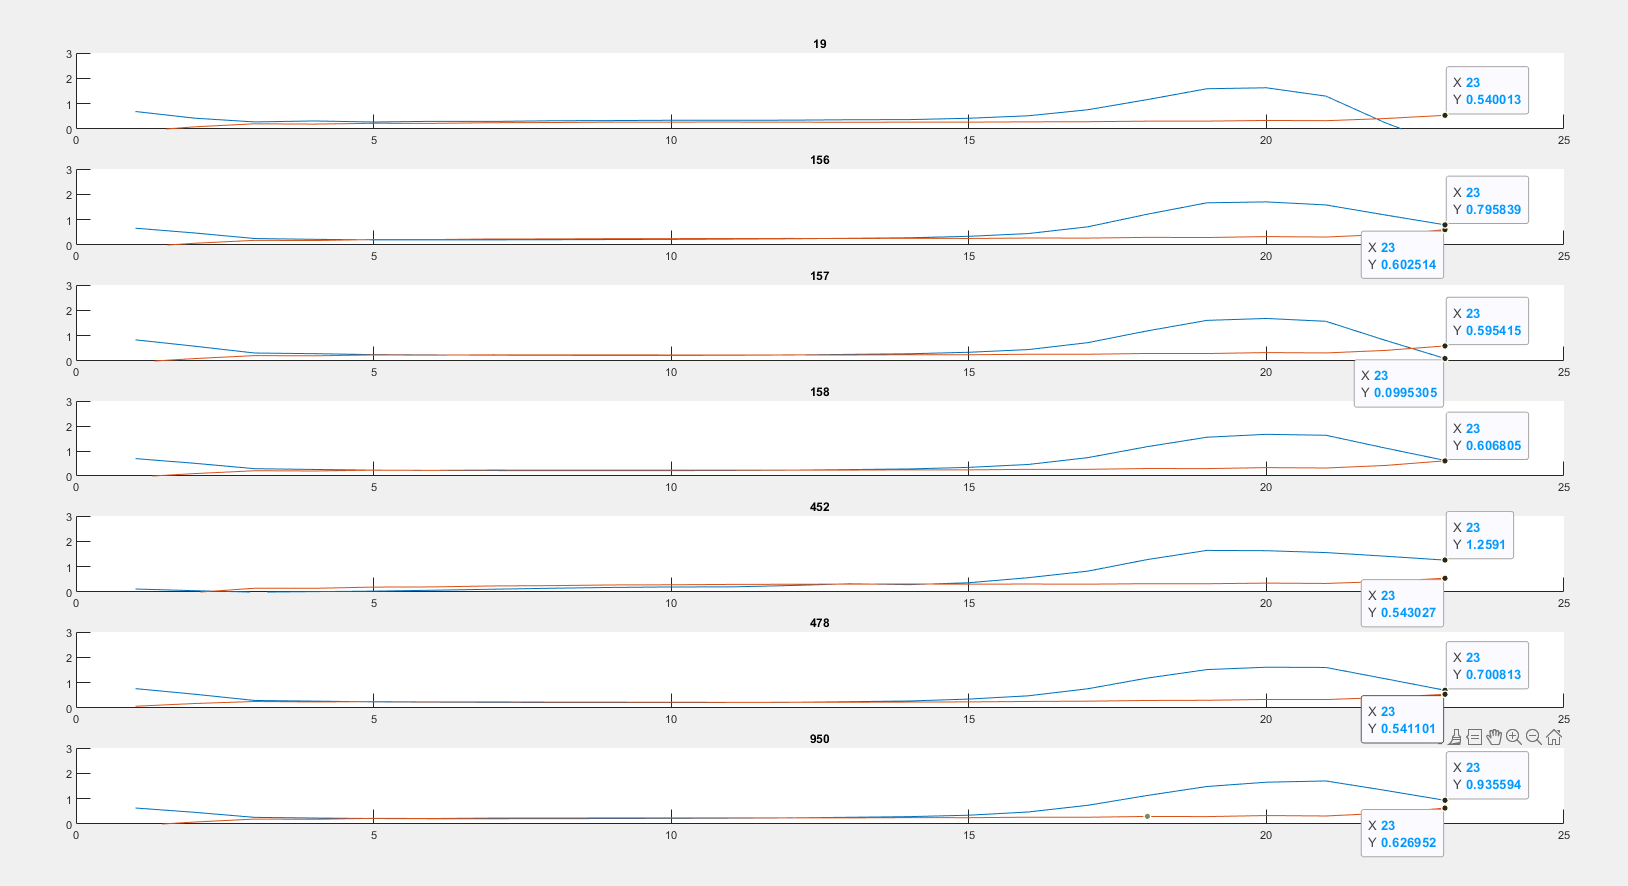 19
3
2
1
0
X 23
Y 0.540013
0 5 10 15 20 25
156
3
2
1
0
X 23
Y 0.795839
X 23
Y 0.602514
0 5 10 15 20 25
157
3
2
1
0
X 23
Y 0.595415
0 5 10 15 20 25
X 23
Y 0.0995305
158
3
2
1
0
X 23
Y 0.606805
0 5 10 15 20 25
452
3
2
1
0
X 23
Y 1.2591
X 23
Y 0.543027
0 5 10 15 20 25
478
3
2
1
0
X 23
Y 0.700813
X 23
Y 0.541101
0 5 10 15 20 25
950
3
2
1
0
X 23
Y 0.935594
X 23
Y 0.626952
0 5 10 15 20 25